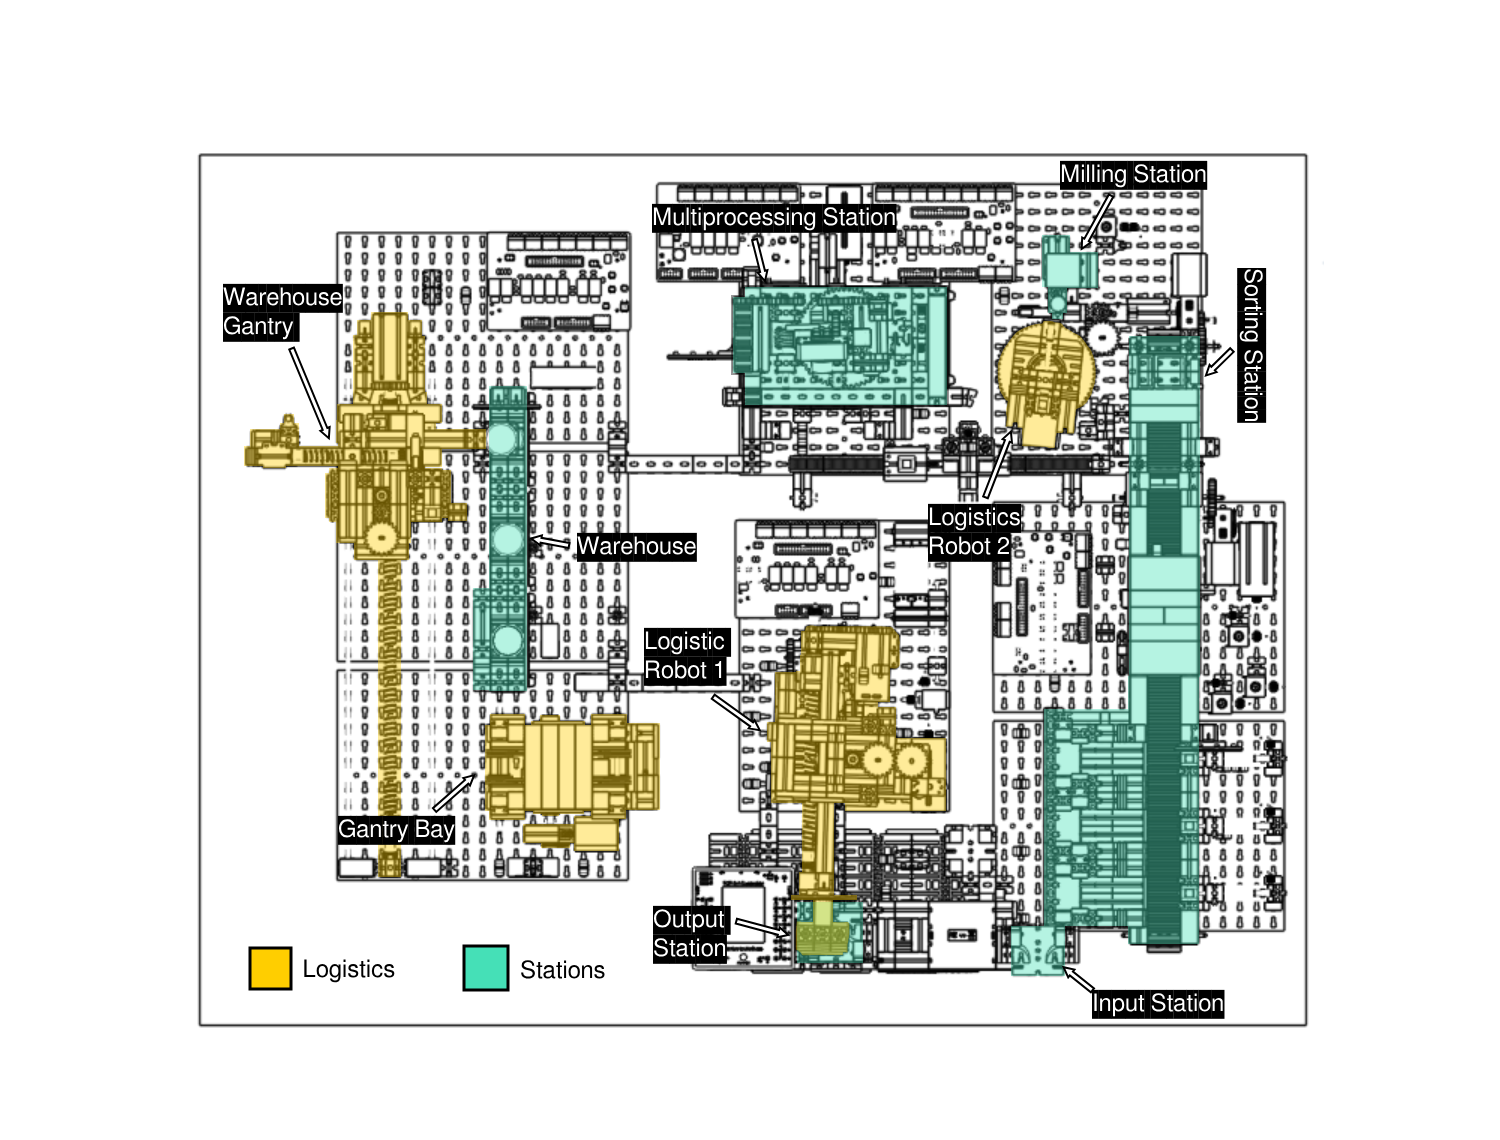 Milling Station
Multiprocessing Station
Warehouse
Gantry
Sorting Station
Logistics
Robot 2
Warehouse
Logistic
Robot 1
Gantry Bay
Output
Station
Input Station
Logistics
Stations